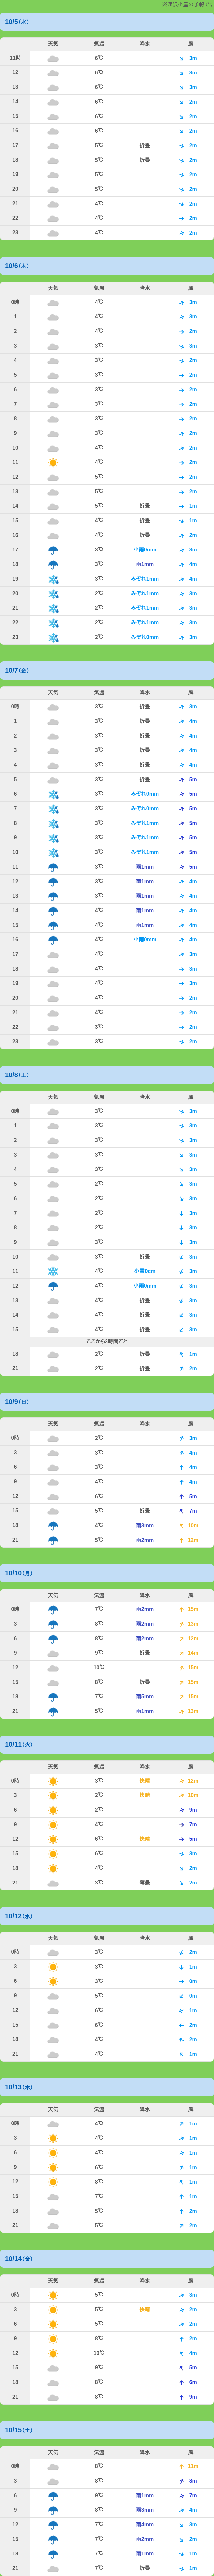 ※涸沢小屋の予報です
10/5(水)
天気 気温 降水 風
11時 6℃ 3m
12 6℃ 3m
13 6℃ 3m
14 6℃ 2m
15 6℃ 2m
16 6℃ 2m
17 5℃ 折畳 2m
18 5℃ 折畳 2m
19 5℃ 2m
20 5℃ 2m
21 4℃ 2m
22 4℃ 2m
23 4℃ 2m
10/6(木)
天気 気温 降水 風
0時 4℃ 3m
1 4℃ 3m
2 4℃ 2m
3 3℃ 3m
4 3℃ 2m
5 3℃ 2m
6 3℃ 2m
7 3℃ 2m
8 3℃ 2m
9 3℃ 2m
10 4℃ 2m
11 4℃ 2m
12 5℃ 2m
13 5℃ 2m
14 5℃ 折畳 1m
15 4℃ 折畳 1m
16 4℃ 折畳 2m
17 3℃ 小雨0mm 3m
18 3℃ 雨1mm 4m
19 3℃ みぞれ1mm 4m
20 2℃ みぞれ1mm 3m
21 2℃ みぞれ1mm 3m
22 2℃ みぞれ1mm 3m
23 2℃ みぞれ0mm 3m
10/7(金)
天気 気温 降水 風
0時 3℃ 折畳 3m
1 3℃ 折畳 4m
2 3℃ 折畳 4m
3 3℃ 折畳 4m
4 3℃ 折畳 4m
5 3℃ 折畳 5m
6 3℃ みぞれ0mm 5m
7 3℃ みぞれ0mm 5m
8 3℃ みぞれ1mm 5m
9 3℃ みぞれ1mm 5m
10 3℃ みぞれ1mm 5m
11 3℃ 雨1mm 5m
12 3℃ 雨1mm 4m
13 4℃ 雨1mm 4m
14 4℃ 雨1mm 4m
15 4℃ 雨1mm 4m
16 4℃ 小雨0mm 4m
17 4℃ 3m
18 4℃ 3m
19 4℃ 3m
20 4℃ 2m
21 4℃ 2m
22 3℃ 2m
23 3℃ 2m
10/8(土)
天気 気温 降水 風
0時 3℃ 3m
1 3℃ 3m
2 3℃ 3m
3 3℃ 3m
4 3℃ 3m
5 2℃ 3m
6 2℃ 3m
7 2℃ 3m
8 2℃ 3m
9 3℃ 3m
10 3℃ 折畳 3m
11 4℃ 小雪0cm 3m
12 4℃ 小雨0mm 3m
13 4℃ 折畳 3m
14 4℃ 折畳 3m
15 4℃ 折畳 3m
ここから3時間ごと
18 2℃ 折畳 1m
21 2℃ 折畳 2m
10/9(日)
天気 気温 降水 風
0時 2℃ 3m
3 3℃ 4m
6 3℃ 4m
9 4℃ 4m
12 6℃ 5m
15 5℃ 折畳 7m
18 4℃ 雨3mm 10m
21 5℃ 雨2mm 12m
10/10(月)
天気 気温 降水 風
0時 7℃ 雨2mm 15m
3 8℃ 雨2mm 13m
6 8℃ 雨2mm 12m
9 9℃ 折畳 14m
12 10℃ 15m
15 8℃ 折畳 15m
18 7℃ 雨5mm 15m
21 5℃ 雨1mm 13m
10/11(火)
天気 気温 降水 風
0時 3℃ 快晴 12m
3 2℃ 快晴 10m
6 2℃ 9m
9 4℃ 7m
12 6℃ 快晴 5m
15 6℃ 3m
18 4℃ 2m
21 3℃ 薄曇 2m
10/12(水)
天気 気温 降水 風
0時 3℃ 2m
3 3℃ 1m
6 3℃ 0m
9 5℃ 0m
12 6℃ 1m
15 6℃ 2m
18 4℃ 2m
21 4℃ 1m
10/13(木)
天気 気温 降水 風
0時 4℃ 1m
3 4℃ 1m
6 4℃ 1m
9 6℃ 1m
12 8℃ 1m
15 7℃ 1m
18 5℃ 2m
21 5℃ 2m
10/14(金)
天気 気温 降水 風
0時 5℃ 3m
3 5℃ 快晴 2m
6 5℃ 2m
9 8℃ 2m
12 10℃ 4m
15 9℃ 5m
18 8℃ 6m
21 8℃ 9m
10/15(土)
天気 気温 降水 風
0時 8℃ 11m
3 8℃ 8m
6 9℃ 雨1mm 7m
9 8℃ 雨3mm 4m
12 7℃ 雨4mm 3m
15 7℃ 雨2mm 2m
18 7℃ 雨1mm 1m
21 7℃ 折畳 1m